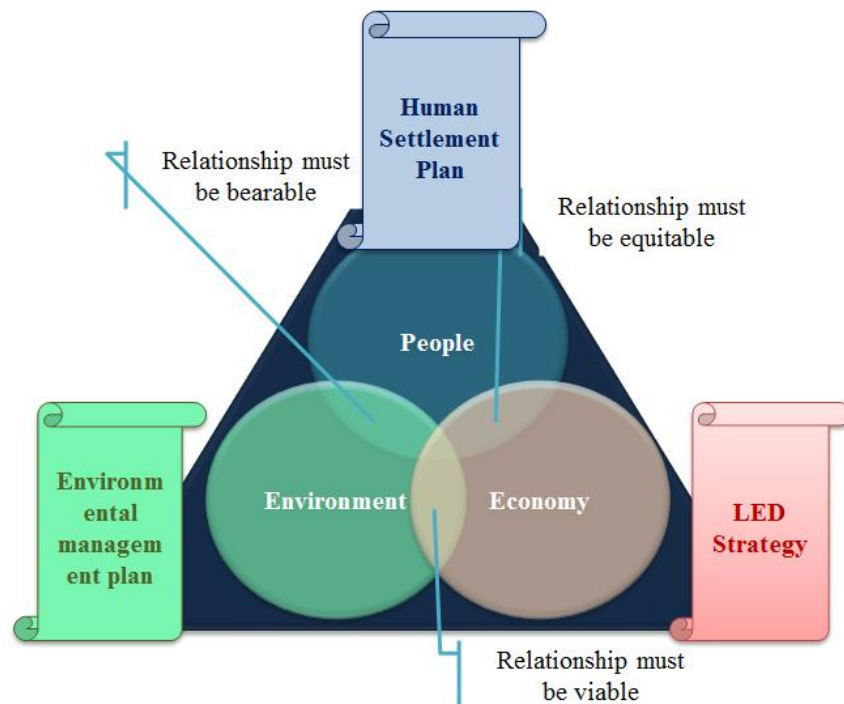 Human
Settlement
Plan
Relationship must
be bearable
Relationship must
be equitable
People
Environm
ental
managem
ent plan
Environment
Economy
LED
Strategy
Relationship must
be viable